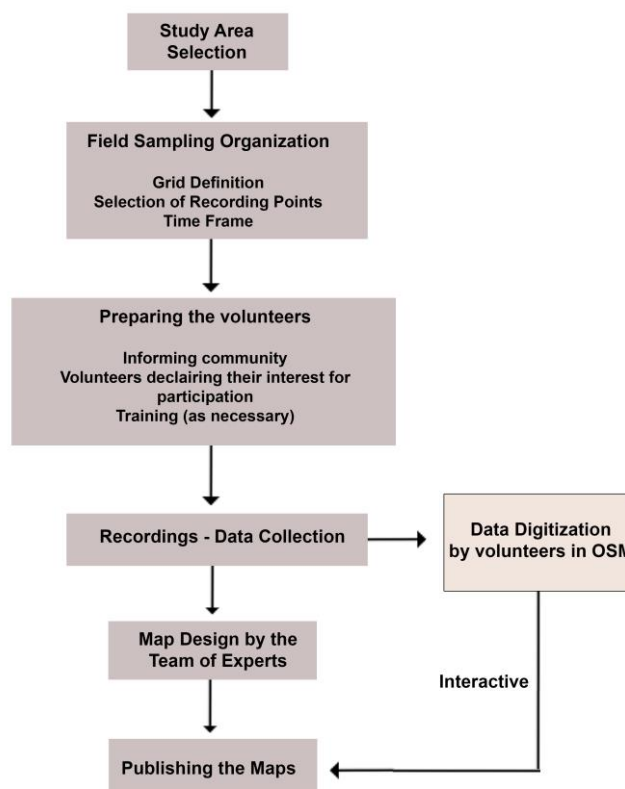 Study Area
Selection
Field Sampling Organization
Grid Definition
Selection of Recording Points
Time Frame
Preparing the volunteers
Informing community
Volunteers declairing their interest for
participation
Training (as necessary)
Recordings - Data Collection
Data Digitization
by volunteers in OSM
Map Design by the
Team of Experts
Interactive
Publishing the Maps